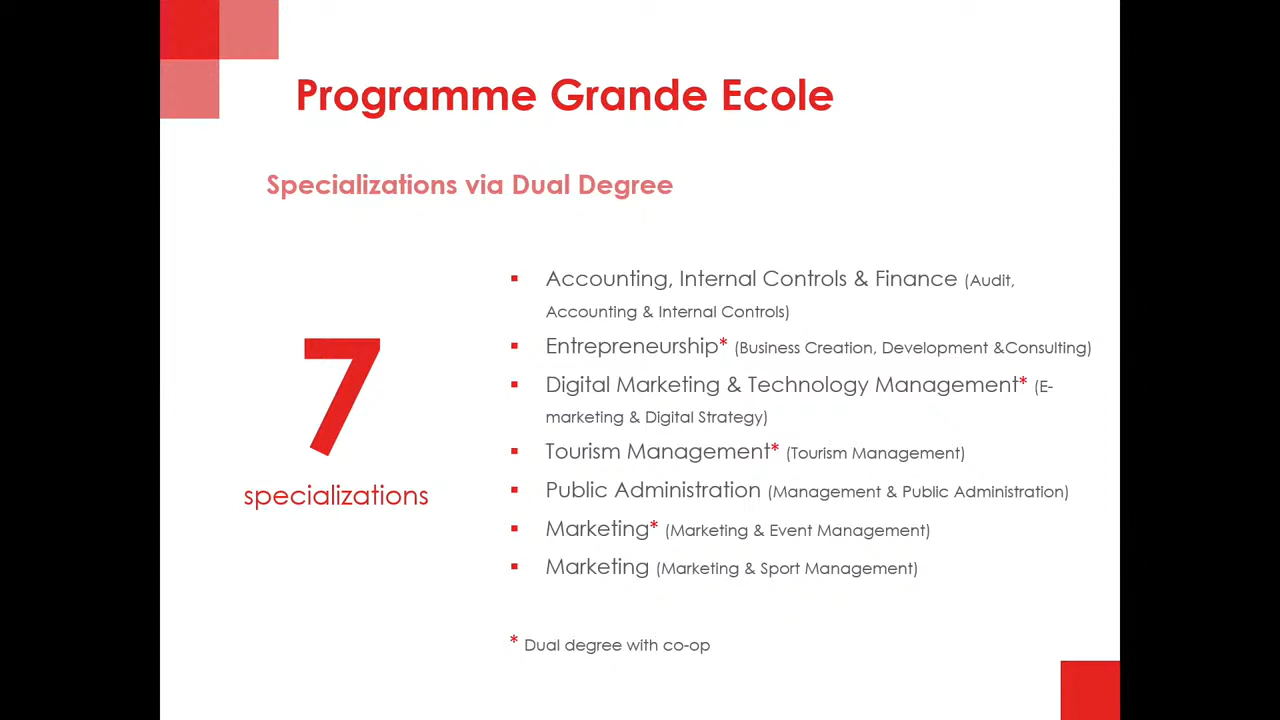 Programme Grande Ecole
Specializations via Dual Degree
7
specializations
▪ Accounting, Internal Controls & Finance (Audit,
Accounting & Internal Controls)
▪ Entrepreneurship* (Business Creation, Development &Consulting)
▪ Digital Marketing & Technology Management* (E-
marketing & Digital Strategy)
▪ Tourism Management* (Tourism Management)
▪ Public Administration (Management & Public Administration)
▪ Marketing* (Marketing & Event Management)
▪ Marketing (Marketing & Sport Management)
* Dual degree with co-op